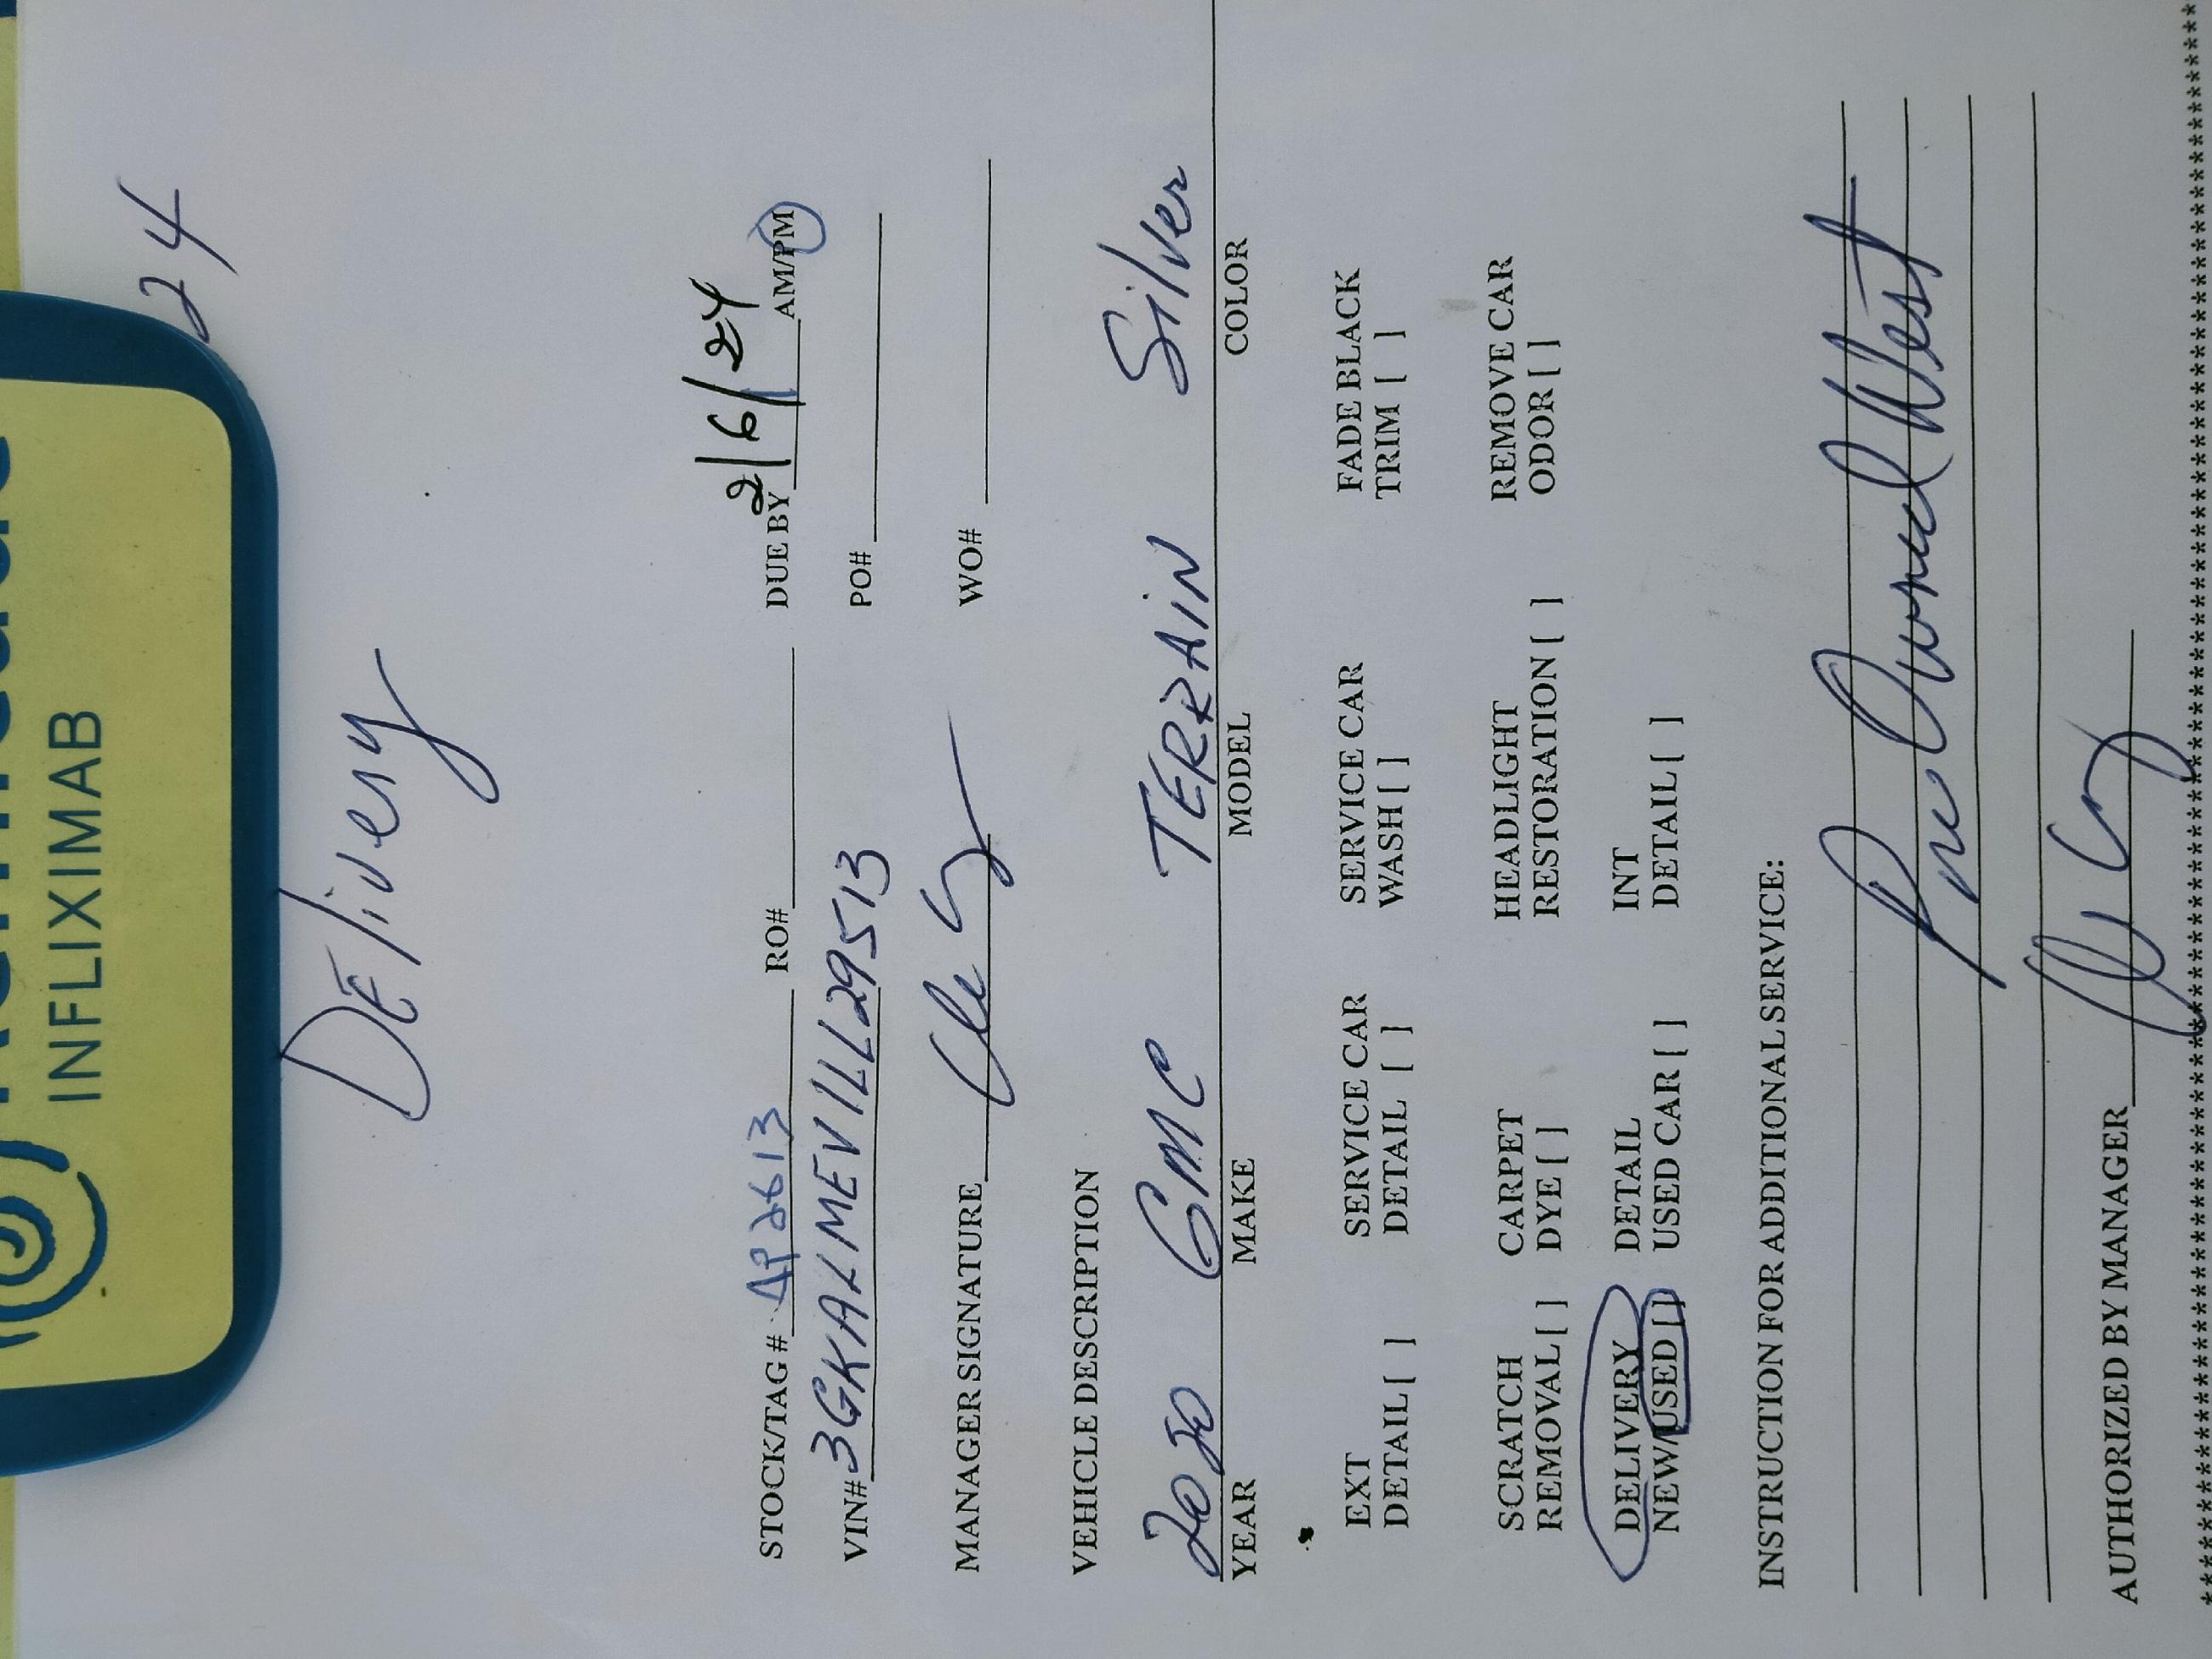 INFLIXIMAB
24
DElivery
STOCK/TAG # AP2613 RO# DUE BY 2/6/24 AM/PM
VIN# 3GKALMEV1LL29513 PO#
MANAGER SIGNATURE WO#
VEHICLE DESCRIPTION
2020 GMC TERRAIN Silver
YEAR MAKE MODEL COLOR
EXT SERVICE CAR SERVICE CAR FADE BLACK
DETAIL [ ] DETAIL [ ] WASH [ ] TRIM [ ]
SCRATCH CARPET HEADLIGHT REMOVE CAR
REMOVAL [ ] DYE [ ] RESTORATION [ ] ODOR [ ]
DELIVERY DETAIL INT
NEW/USED [ ] USED CAR [ ] DETAIL [ ]
INSTRUCTION FOR ADDITIONAL SERVICE:
Pre Owned West
AUTHORIZED BY MANAGER
**********